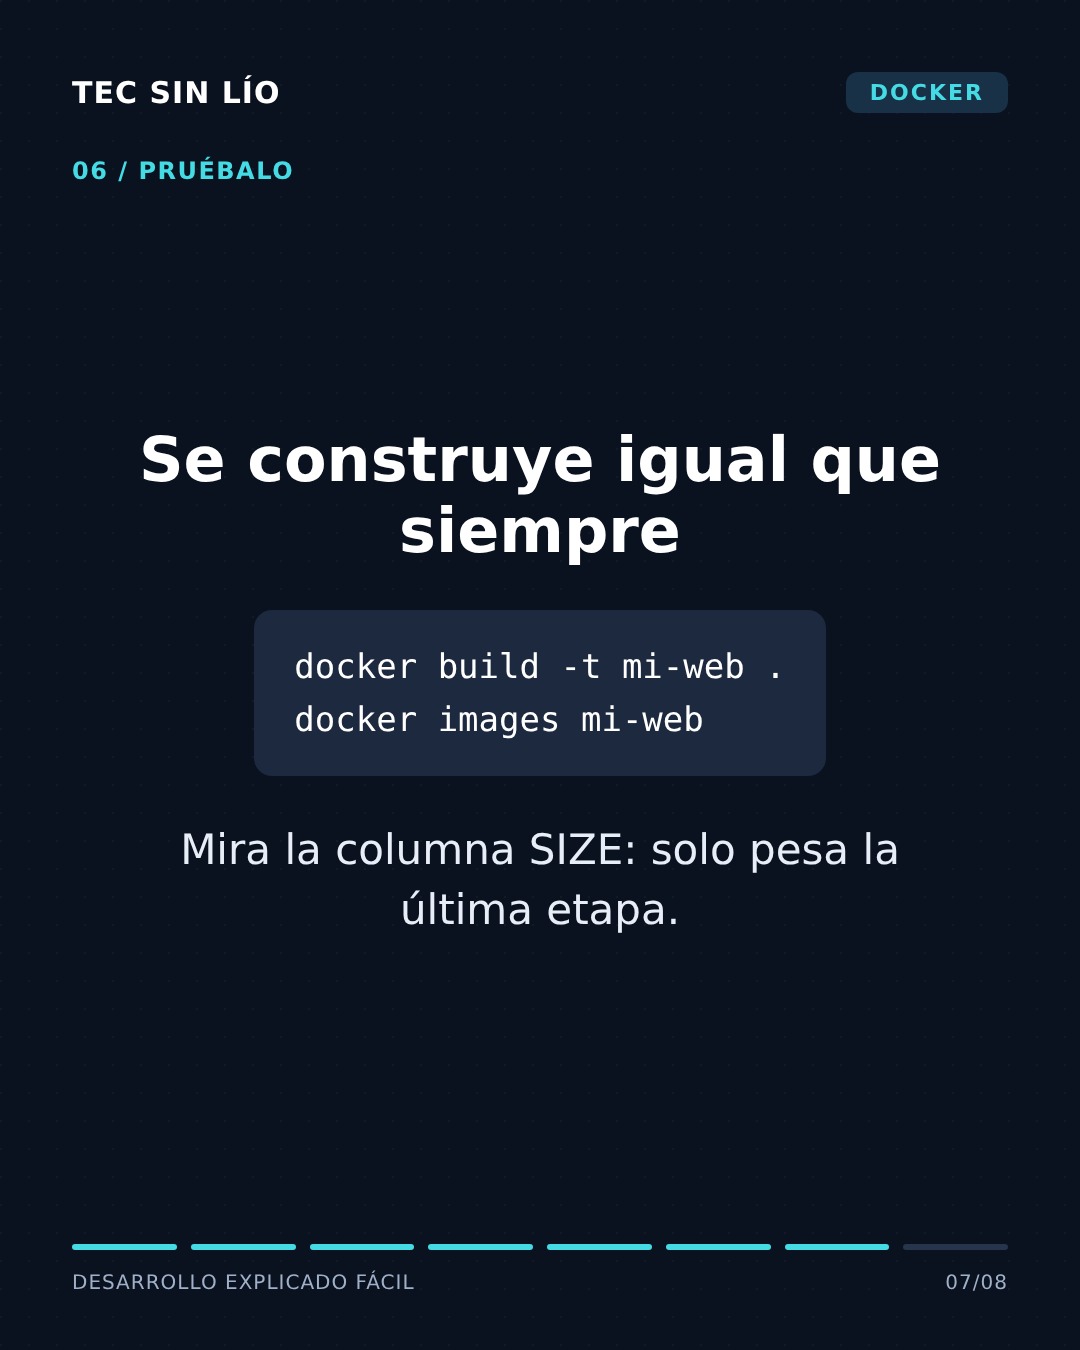 TEC SIN LÍO
DOCKER
06 / PRUÉBALO
Se construye igual que
siempre
docker build -t mi-web .
docker images mi-web
Mira la columna SIZE: solo pesa la
última etapa.
DESARROLLO EXPLICADO FÁCIL
07/08